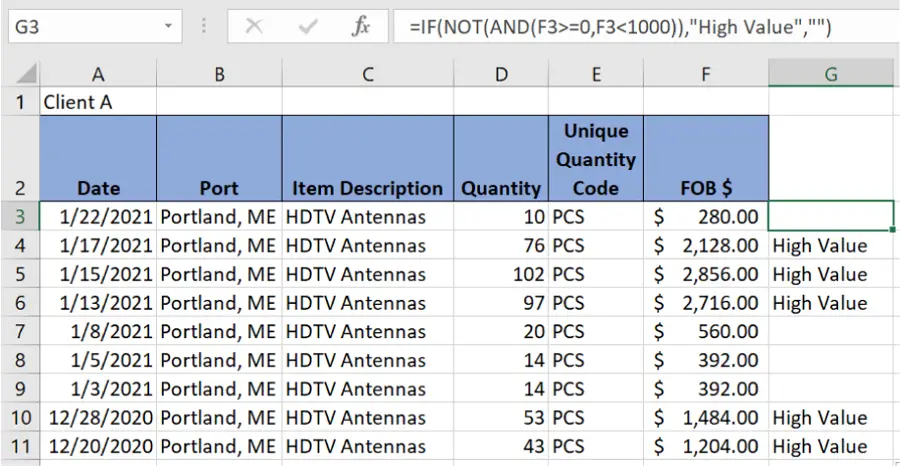 G3 fx =IF(NOT(AND(F3>=0,F3<1000)),"High Value","")
A B C D E F G
1 Client A
2 Date Port Item Description Quantity Unique Quantity Code FOB $
3 1/22/2021 Portland, ME HDTV Antennas 10 PCS $ 280.00
4 1/17/2021 Portland, ME HDTV Antennas 76 PCS $ 2,128.00 High Value
5 1/15/2021 Portland, ME HDTV Antennas 102 PCS $ 2,856.00 High Value
6 1/13/2021 Portland, ME HDTV Antennas 97 PCS $ 2,716.00 High Value
7 1/8/2021 Portland, ME HDTV Antennas 20 PCS $ 560.00
8 1/5/2021 Portland, ME HDTV Antennas 14 PCS $ 392.00
9 1/3/2021 Portland, ME HDTV Antennas 14 PCS $ 392.00
10 12/28/2020 Portland, ME HDTV Antennas 53 PCS $ 1,484.00 High Value
11 12/20/2020 Portland, ME HDTV Antennas 43 PCS $ 1,204.00 High Value